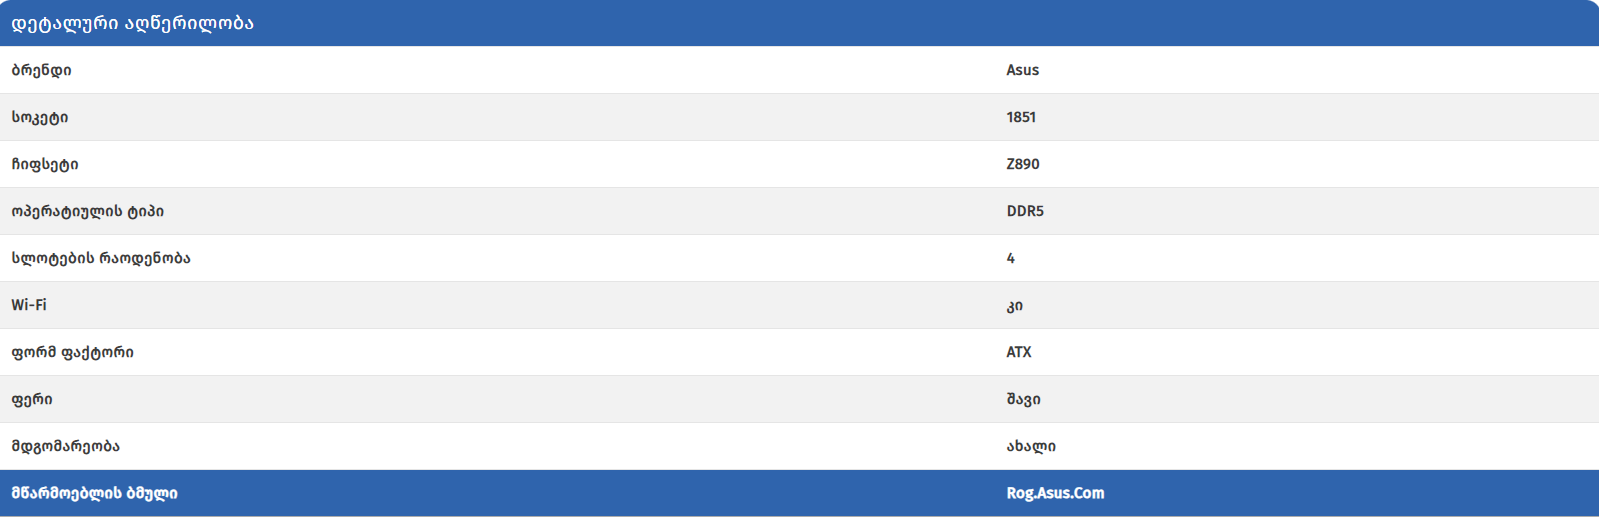 დეტალური აღწერილობა
ბრენდი Asus
სოკეტი 1851
ჩიფსეტი Z890
ოპერატიულის ტიპი DDR5
სლოტების რაოდენობა 4
Wi-Fi კი
ფორმ ფაქტორი ATX
ფერი შავი
მდგომარეობა ახალი
მწარმოებლის ბმული Rog.Asus.Com